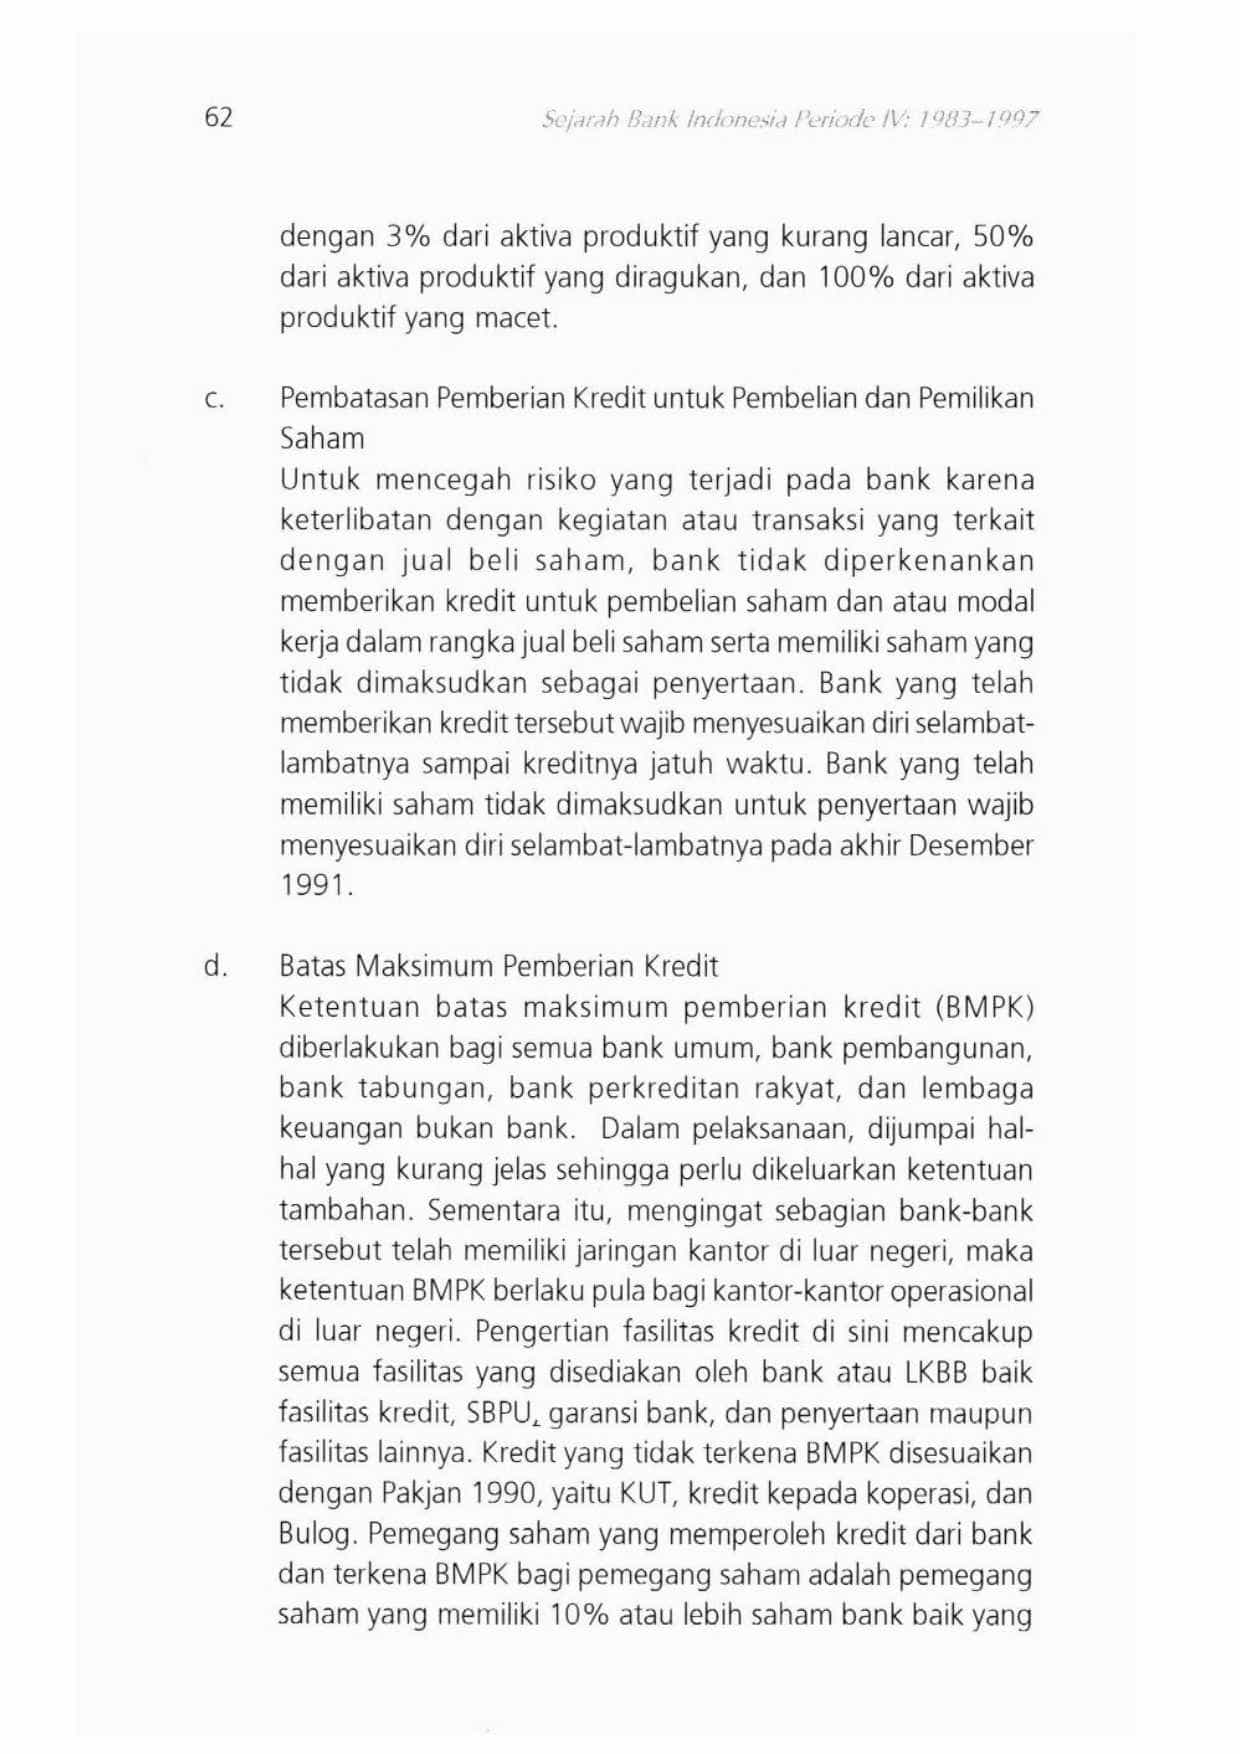 62
Sejarah Bank Indonesia Periode IV: 1983–1997
dengan 3% dari aktiva produktif yang kurang lancar, 50%
dari aktiva produktif yang diragukan, dan 100% dari aktiva
produktif yang macet.
c. Pembatasan Pemberian Kredit untuk Pembelian dan Pemilikan
Saham
Untuk mencegah risiko yang terjadi pada bank karena
keterlibatan dengan kegiatan atau transaksi yang terkait
dengan jual beli saham, bank tidak diperkenankan
memberikan kredit untuk pembelian saham dan atau modal
kerja dalam rangka jual beli saham serta memiliki saham yang
tidak dimaksudkan sebagai penyertaan. Bank yang telah
memberikan kredit tersebut wajib menyesuaikan diri selambat-
lambatnya sampai kreditnya jatuh waktu. Bank yang telah
memiliki saham tidak dimaksudkan untuk penyertaan wajib
menyesuaikan diri selambat-lambatnya pada akhir Desember
1991.
d. Batas Maksimum Pemberian Kredit
Ketentuan batas maksimum pemberian kredit (BMPK)
diberlakukan bagi semua bank umum, bank pembangunan,
bank tabungan, bank perkreditan rakyat, dan lembaga
keuangan bukan bank. Dalam pelaksanaan, dijumpai hal-
hal yang kurang jelas sehingga perlu dikeluarkan ketentuan
tambahan. Sementara itu, mengingat sebagian bank-bank
tersebut telah memiliki jaringan kantor di luar negeri, maka
ketentuan BMPK berlaku pula bagi kantor-kantor operasional
di luar negeri. Pengertian fasilitas kredit di sini mencakup
semua fasilitas yang disediakan oleh bank atau LKBB baik
fasilitas kredit, SBPU, garansi bank, dan penyertaan maupun
fasilitas lainnya. Kredit yang tidak terkena BMPK disesuaikan
dengan Pakjan 1990, yaitu KUT, kredit kepada koperasi, dan
Bulog. Pemegang saham yang memperoleh kredit dari bank
dan terkena BMPK bagi pemegang saham adalah pemegang
saham yang memiliki 10% atau lebih saham bank baik yang